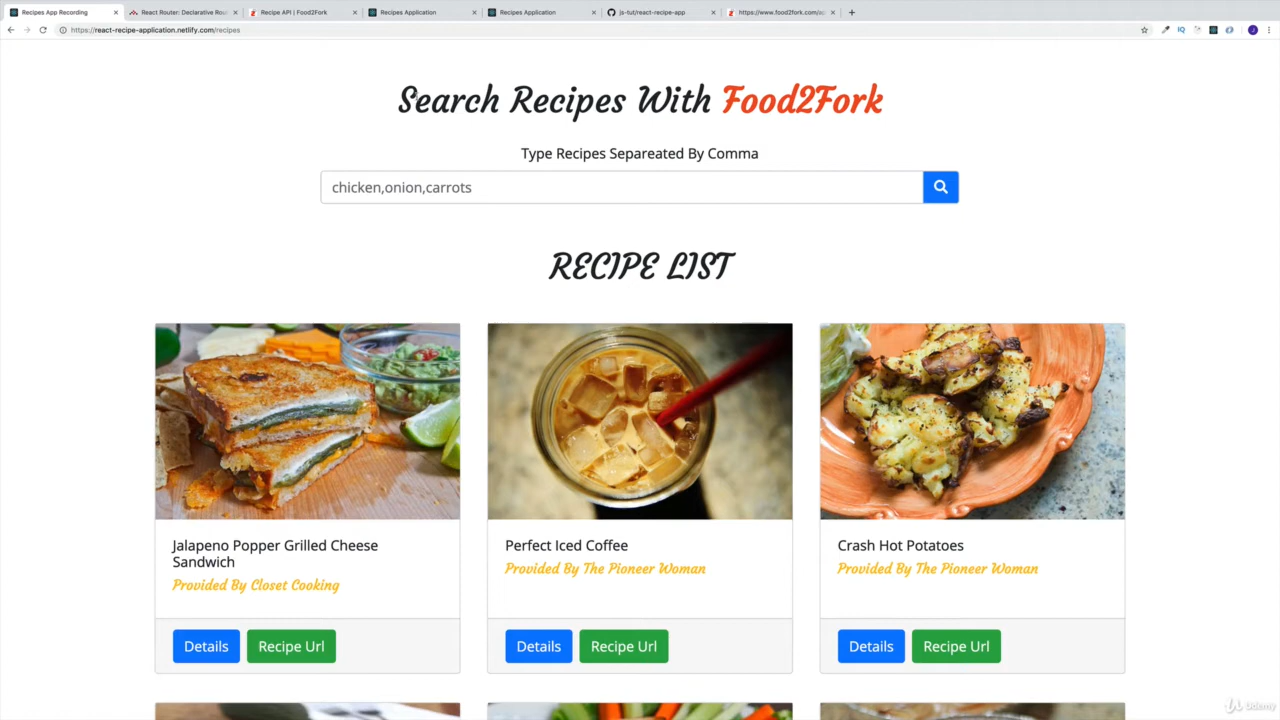 Recipes App Recording
React Router: Declarative Rou
Recipe API | Food2Fork
Recipes Application
Recipes Application
js-tut/react-recipe-app
https://www.food2fork.com/ap
https://react-recipe-application.netlify.com/recipes
Search Recipes With Food2Fork
Type Recipes Separeated By Comma
chicken,onion,carrots
RECIPE LIST
Jalapeno Popper Grilled Cheese
Sandwich
Provided By Closet Cooking
Details
Recipe Url
Perfect Iced Coffee
Provided By The Pioneer Woman
Details
Recipe Url
Crash Hot Potatoes
Provided By The Pioneer Woman
Details
Recipe Url
Udemy